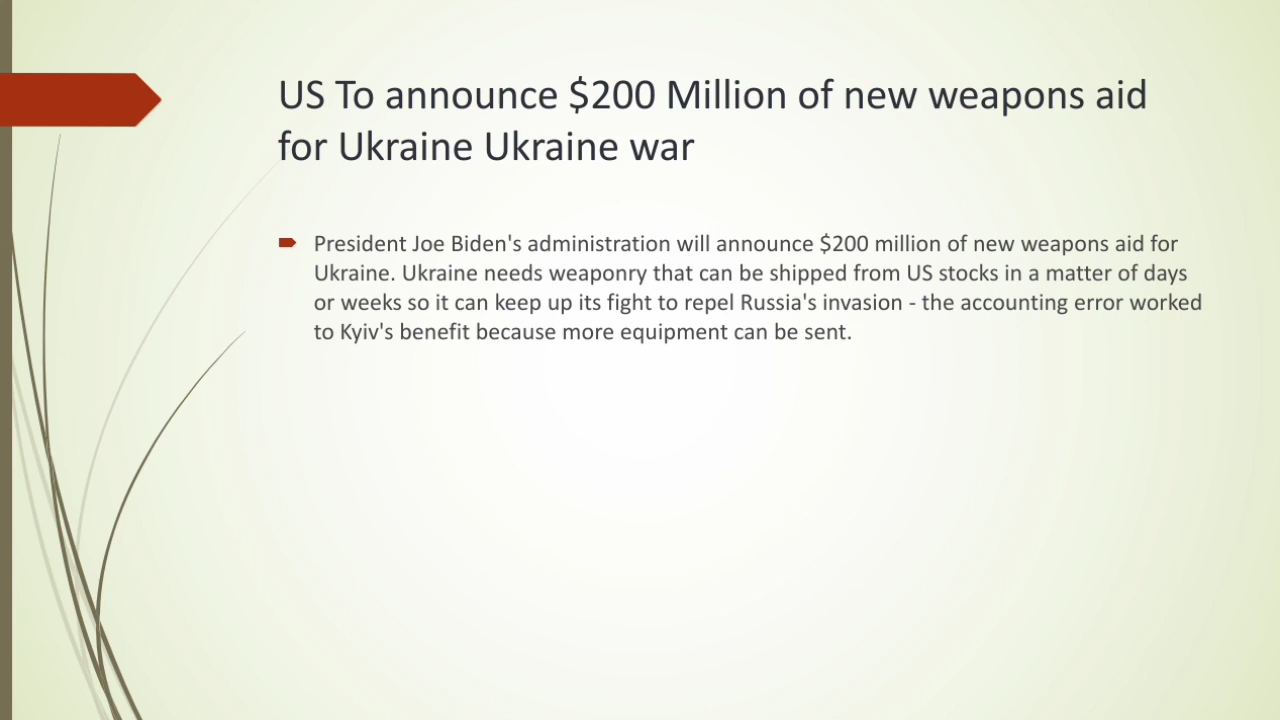 US To announce $200 Million of new weapons aid
for Ukraine Ukraine war
President Joe Biden's administration will announce $200 million of new weapons aid for
Ukraine. Ukraine needs weaponry that can be shipped from US stocks in a matter of days
or weeks so it can keep up its fight to repel Russia's invasion - the accounting error worked
to Kyiv's benefit because more equipment can be sent.